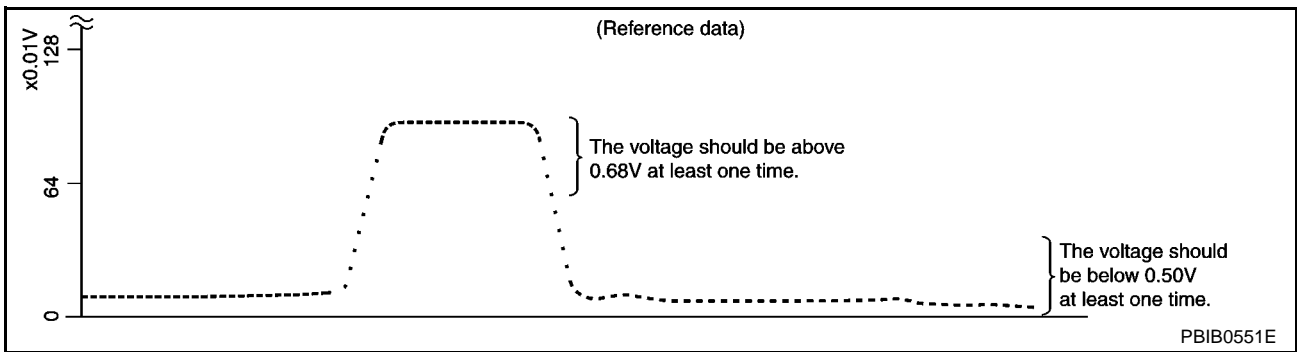 (Reference data)
x0.01V
128
64
0
The voltage should be above
0.68V at least one time.
The voltage should
be below 0.50V
at least one time.
PBIB0551E